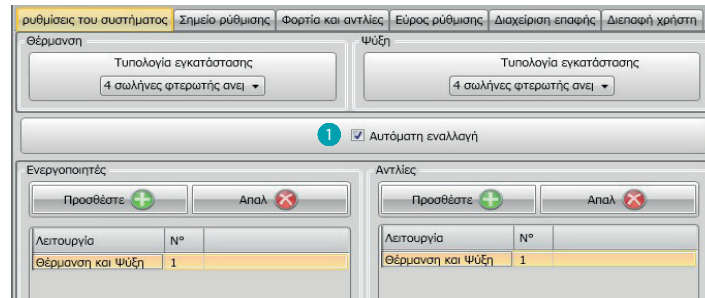 ρυθμίσεις του συστήματος Σημείο ρύθμισης Φορτία και αντλίες Εύρος ρύθμισης Διαχείριση επαφής Διεπαφή χρήστη
Θέρμανση Ψύξη
Τυπολογία εγκατάστασης Τυπολογία εγκατάστασης
4 σωλήνες φτερωτής ανεμ 4 σωλήνες φτερωτής ανεμ
1 Αυτόματη εναλλαγή
Ενεργοποιητές Αντλίες
Προσθέστε Απαλ Προσθέστε Απαλ
Λειτουργία Ν° Λειτουργία Ν°
Θέρμανση και Ψύξη 1 Θέρμανση και Ψύξη 1